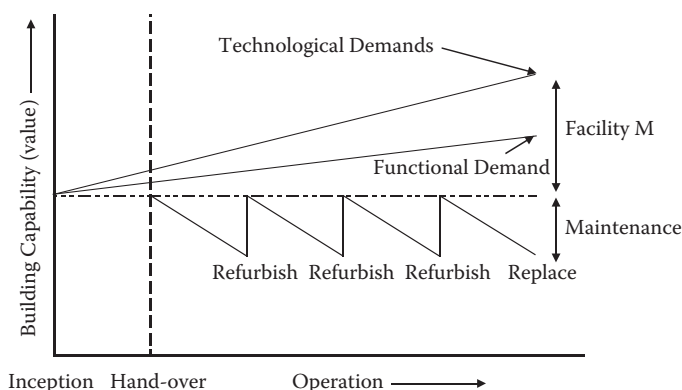 Technological Demands
Building Capability (value)
Facility M
Functional Demand
Maintenance
Refurbish Refurbish Refurbish Replace
Inception Hand-over Operation